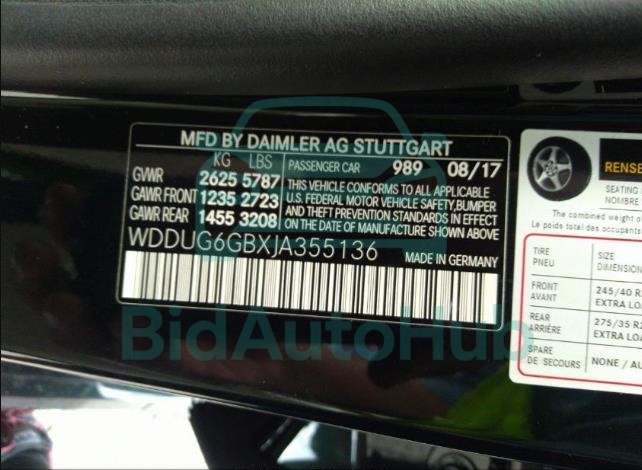 MFD BY DAIMLER AG STUTTGART
KG LBS PASSENGER CAR 989 08/17
GVWR 2625 5787
GAWR FRONT 1235 2723
GAWR REAR 1455 3208
THIS VEHICLE CONFORMS TO ALL APPLICABLE
U.S. FEDERAL MOTOR VEHICLE SAFETY,BUMPER
AND THEFT PREVENTION STANDARDS IN EFFECT
ON THE DATE OF MANUFACTURE SHOWN ABOVE.
WDDUG6GBXJA355136
MADE IN GERMANY
BidAutoHub
SEATING
NOMBRE
The combined weight of
Le poids total des occupants
TIRE SIZE
PNEU DIMENSION
FRONT 245/40 R
AVANT EXTRA LOA
REAR 275/35 R2
ARRIÈRE EXTRA LOA
SPARE
DE SECOURS NONE / AU